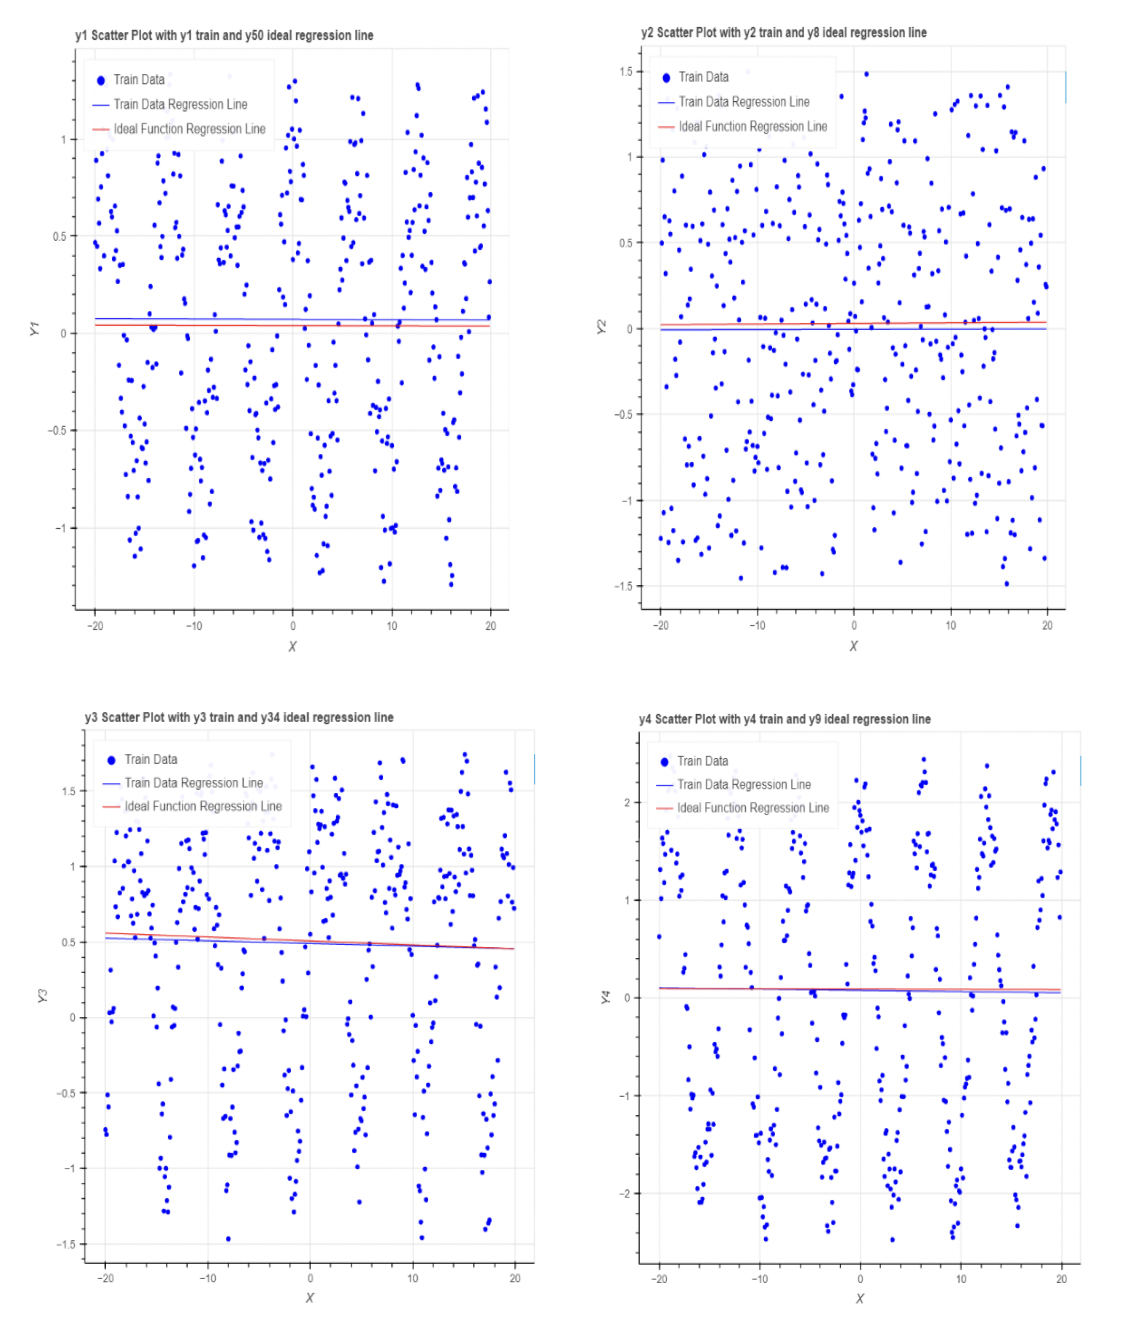 y1 Scatter Plot with y1 train and y50 ideal regression line
Train Data
Train Data Regression Line
Ideal Function Regression Line
1
0.5
0
−0.5
−1
Y1
−20
−10
0
10
20
X
y2 Scatter Plot with y2 train and y8 ideal regression line
Train Data
Train Data Regression Line
Ideal Function Regression Line
1.5
1
0.5
0
−0.5
−1
−1.5
Y2
−20
−10
0
10
20
X
y3 Scatter Plot with y3 train and y34 ideal regression line
Train Data
Train Data Regression Line
Ideal Function Regression Line
1.5
1
0.5
0
−0.5
−1
−1.5
Y3
−20
−10
0
10
20
X
y4 Scatter Plot with y4 train and y9 ideal regression line
Train Data
Train Data Regression Line
Ideal Function Regression Line
2
1
0
−1
−2
Y4
−20
−10
0
10
20
X